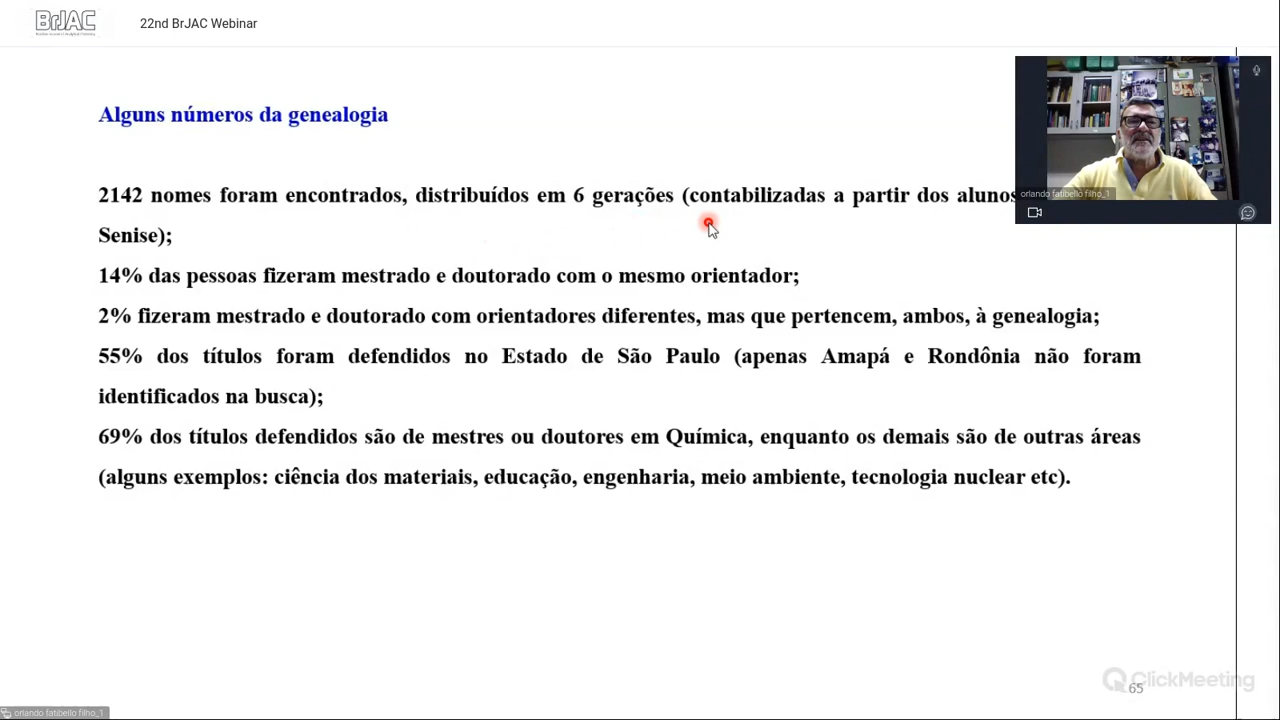 BrJAC
22nd BrJAC Webinar
Alguns números da genealogia
2142 nomes foram encontrados, distribuídos em 6 gerações (contabilizadas a partir dos alunos
Senise);
14% das pessoas fizeram mestrado e doutorado com o mesmo orientador;
2% fizeram mestrado e doutorado com orientadores diferentes, mas que pertencem, ambos, à genealogia;
55% dos títulos foram defendidos no Estado de São Paulo (apenas Amapá e Rondônia não foram
identificados na busca);
69% dos títulos defendidos são de mestres ou doutores em Química, enquanto os demais são de outras áreas
(alguns exemplos: ciência dos materiais, educação, engenharia, meio ambiente, tecnologia nuclear etc).
orlando fatibello filho_1
ClickMeeting
65
orlando fatibello filho_1